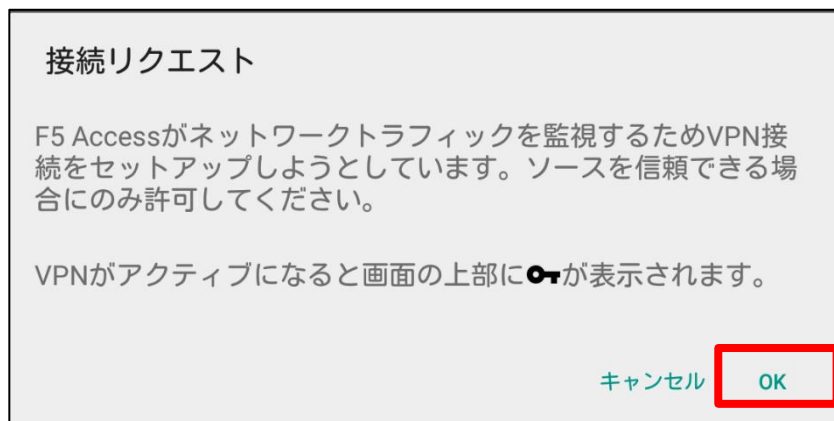 接続リクエスト
F5 Accessがネットワークトラフィックを監視するためVPN接
続をセットアップしようとしています。ソースを信頼できる場
合にのみ許可してください。
VPNがアクティブになると画面の上部にが表示されます。
キャンセル OK